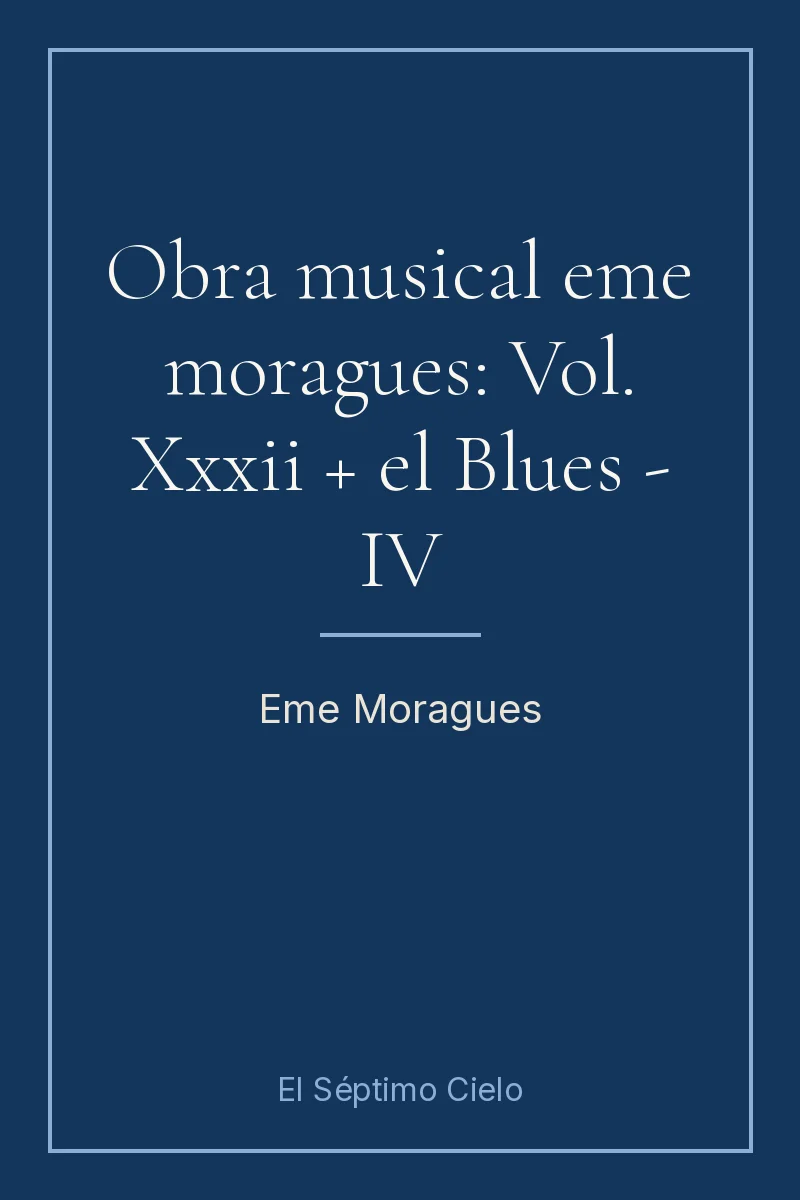 Obra musical eme
moragues: Vol.
Xxxii + el Blues -
IV
Eme Moragues
El Séptimo Cielo